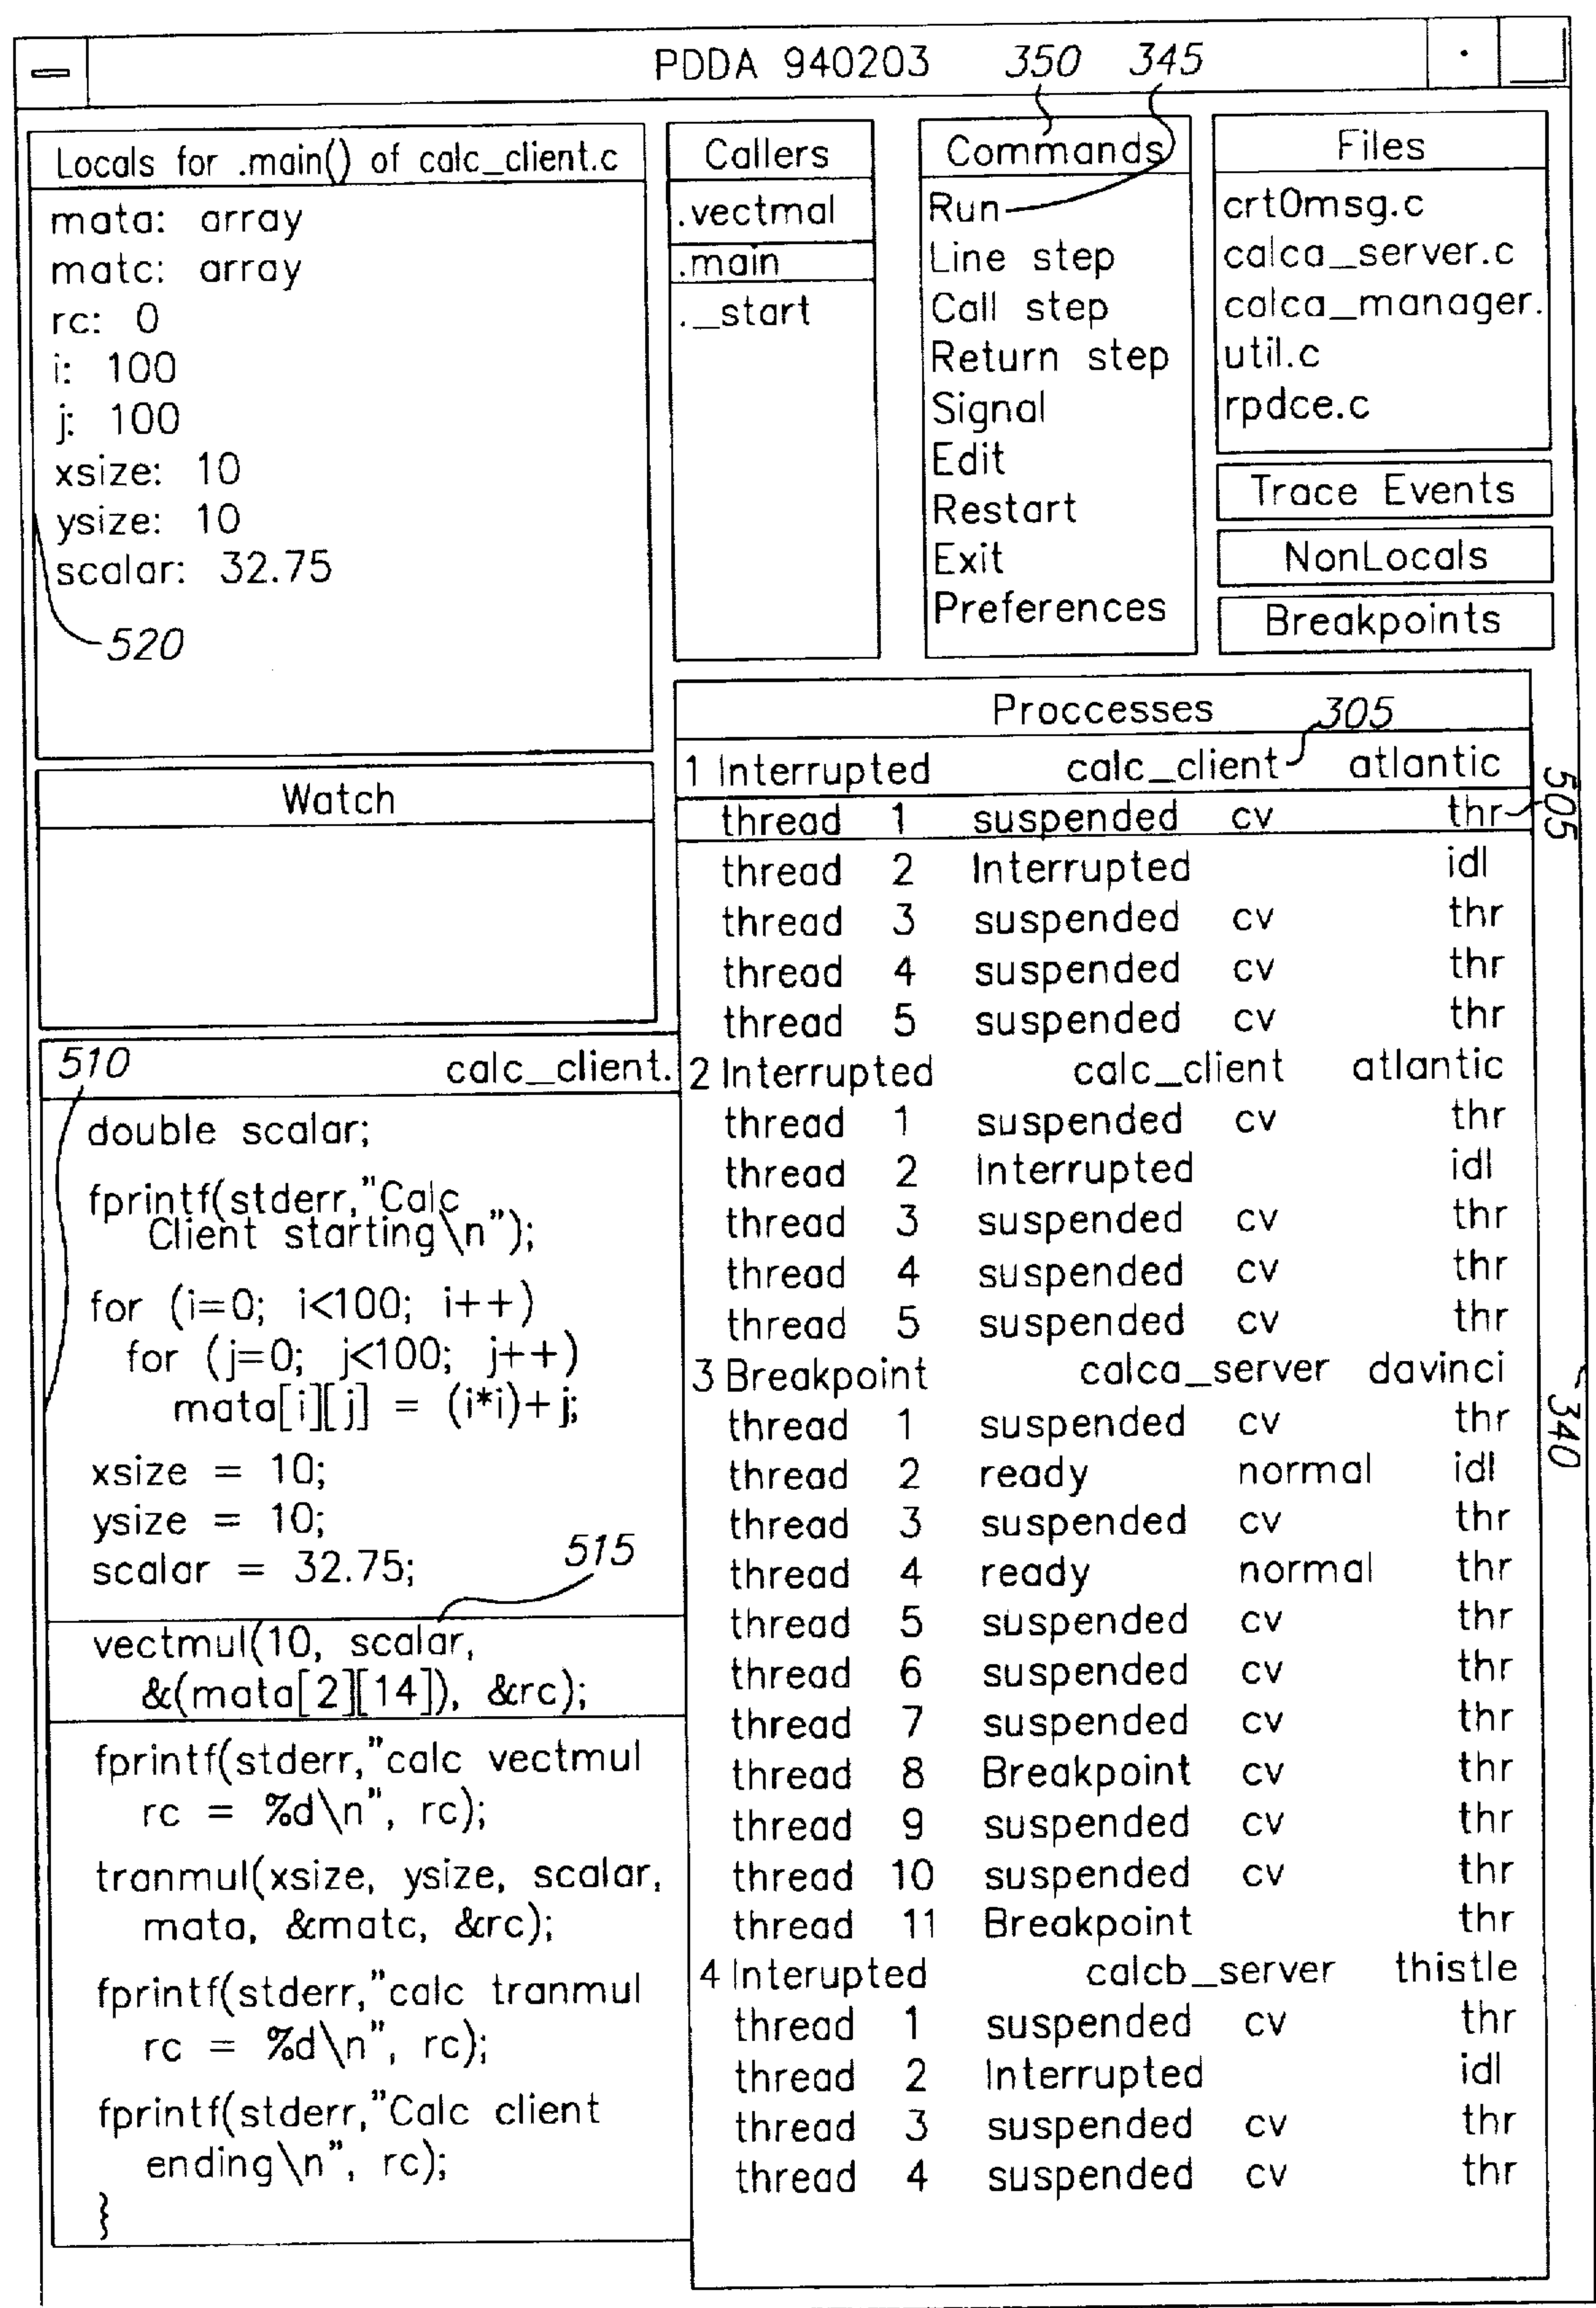 PDDA 940203 350 345
Locals for .main() of calc_client.c
mata: array
matc: array
rc: 0
i: 100
j: 100
xsize: 10
ysize: 10
scalar: 32.75
520
Callers
.vectmal
.main
._start
Commands
Run
Line step
Call step
Return step
Signal
Edit
Restart
Exit
Preferences
Files
crt0msg.c
calca_server.c
calca_manager.
util.c
rpdce.c
Trace Events
NonLocals
Breakpoints
Watch
510 calc_client.
double scalar;
fprintf(stderr,"Calc
Client starting\n");
for (i=0; i<100; i++)
for (j=0; j<100; j++)
mata[i][j] = (i*i)+j;
xsize = 10;
ysize = 10;
scalar = 32.75;
515
vectmul(10, scalar,
&(mata[2][14]), &rc);
fprintf(stderr,"calc vectmul
rc = %d\n", rc);
tranmul(xsize, ysize, scalar,
mata, &matc, &rc);
fprintf(stderr,"calc tranmul
rc = %d\n", rc);
fprintf(stderr,"Calc client
ending\n", rc);
}
Proccesses 305
1 Interrupted calc_client atlantic
thread 1 suspended cv thr
thread 2 Interrupted idl
thread 3 suspended cv thr
thread 4 suspended cv thr
thread 5 suspended cv thr
2 Interrupted calc_client atlantic
thread 1 suspended cv thr
thread 2 Interrupted idl
thread 3 suspended cv thr
thread 4 suspended cv thr
thread 5 suspended cv thr
3 Breakpoint calca_server davinci
thread 1 suspended cv thr
thread 2 ready normal idl
thread 3 suspended cv thr
thread 4 ready normal thr
thread 5 suspended cv thr
thread 6 suspended cv thr
thread 7 suspended cv thr
thread 8 Breakpoint cv thr
thread 9 suspended cv thr
thread 10 suspended cv thr
thread 11 Breakpoint thr
4 Interupted calcb_server thistle
thread 1 suspended cv thr
thread 2 Interrupted idl
thread 3 suspended cv thr
thread 4 suspended cv thr
505
340